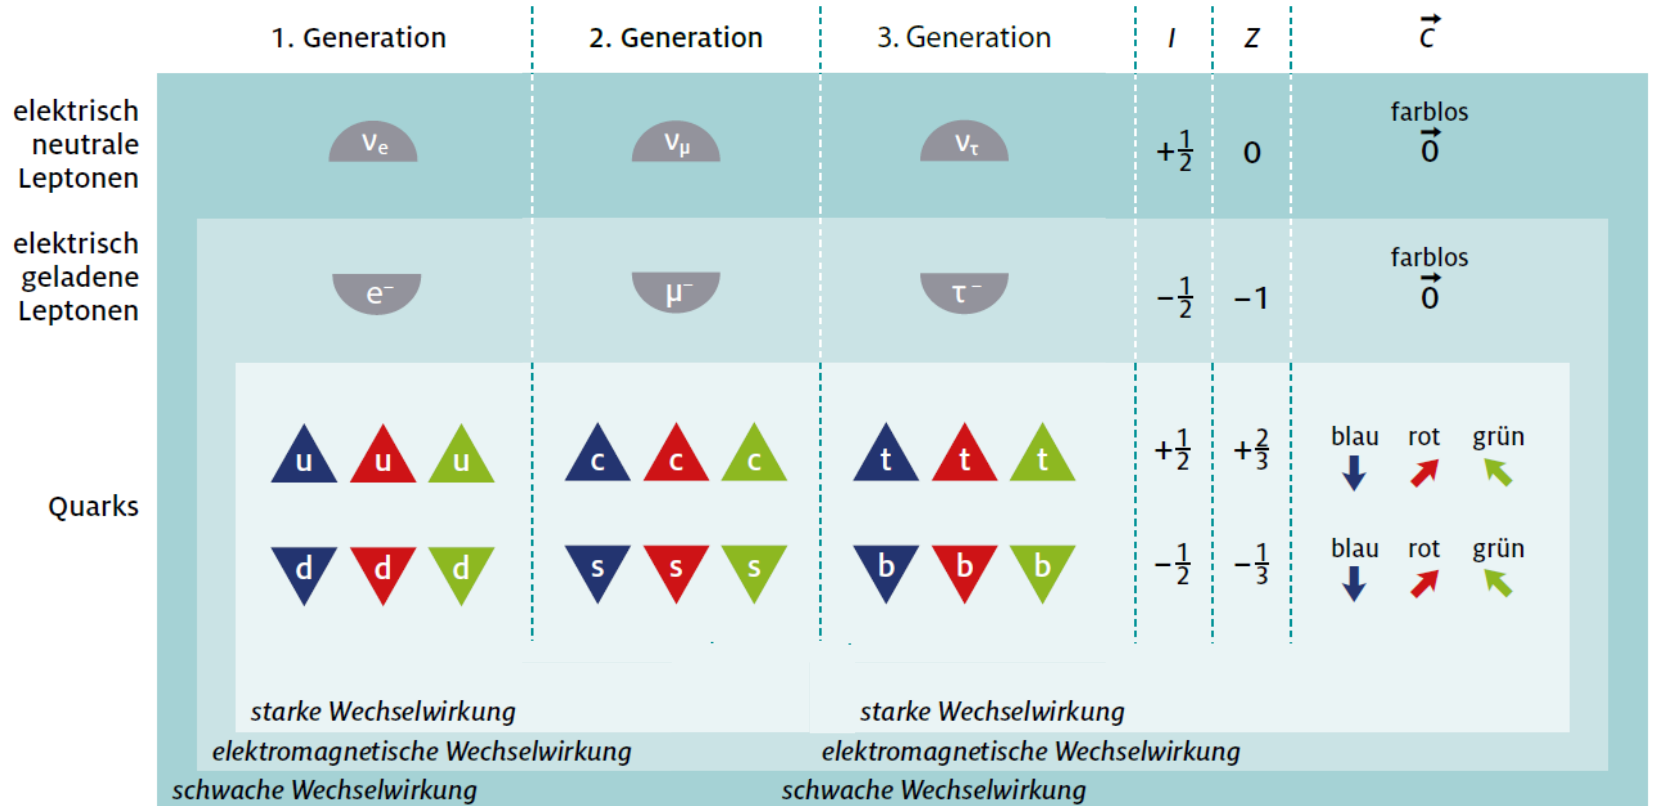 1. Generation 2. Generation 3. Generation I Z C⃗
elektrisch
neutrale
Leptonen
νe νμ ντ +1/2 0 farblos
0⃗
elektrisch
geladene
Leptonen
e⁻ μ⁻ τ⁻ −1/2 −1 farblos
0⃗
Quarks
u u u c c c t t t +1/2 +2/3 blau rot grün
d d d s s s b b b −1/2 −1/3 blau rot grün
starke Wechselwirkung starke Wechselwirkung
elektromagnetische Wechselwirkung elektromagnetische Wechselwirkung
schwache Wechselwirkung schwache Wechselwirkung